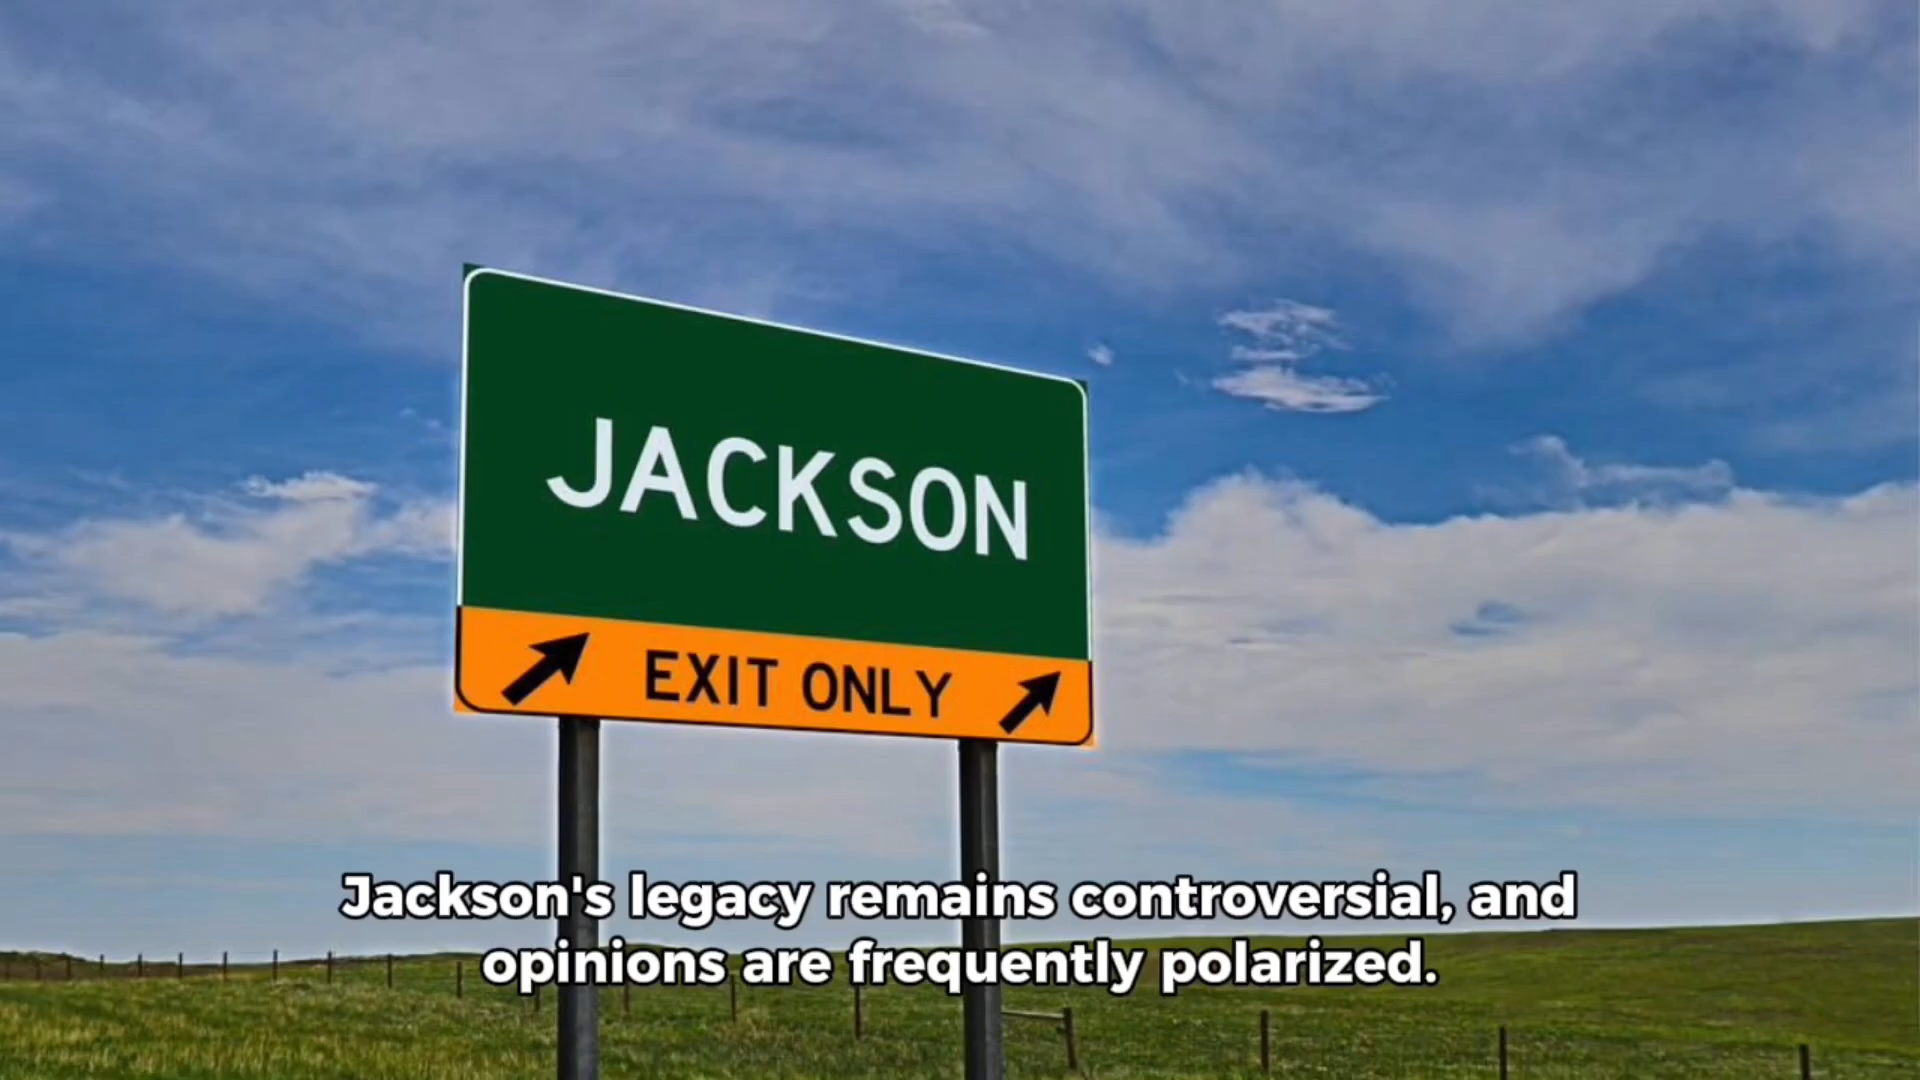 JACKSON
EXIT ONLY
Jackson's legacy remains controversial, and
opinions are frequently polarized.